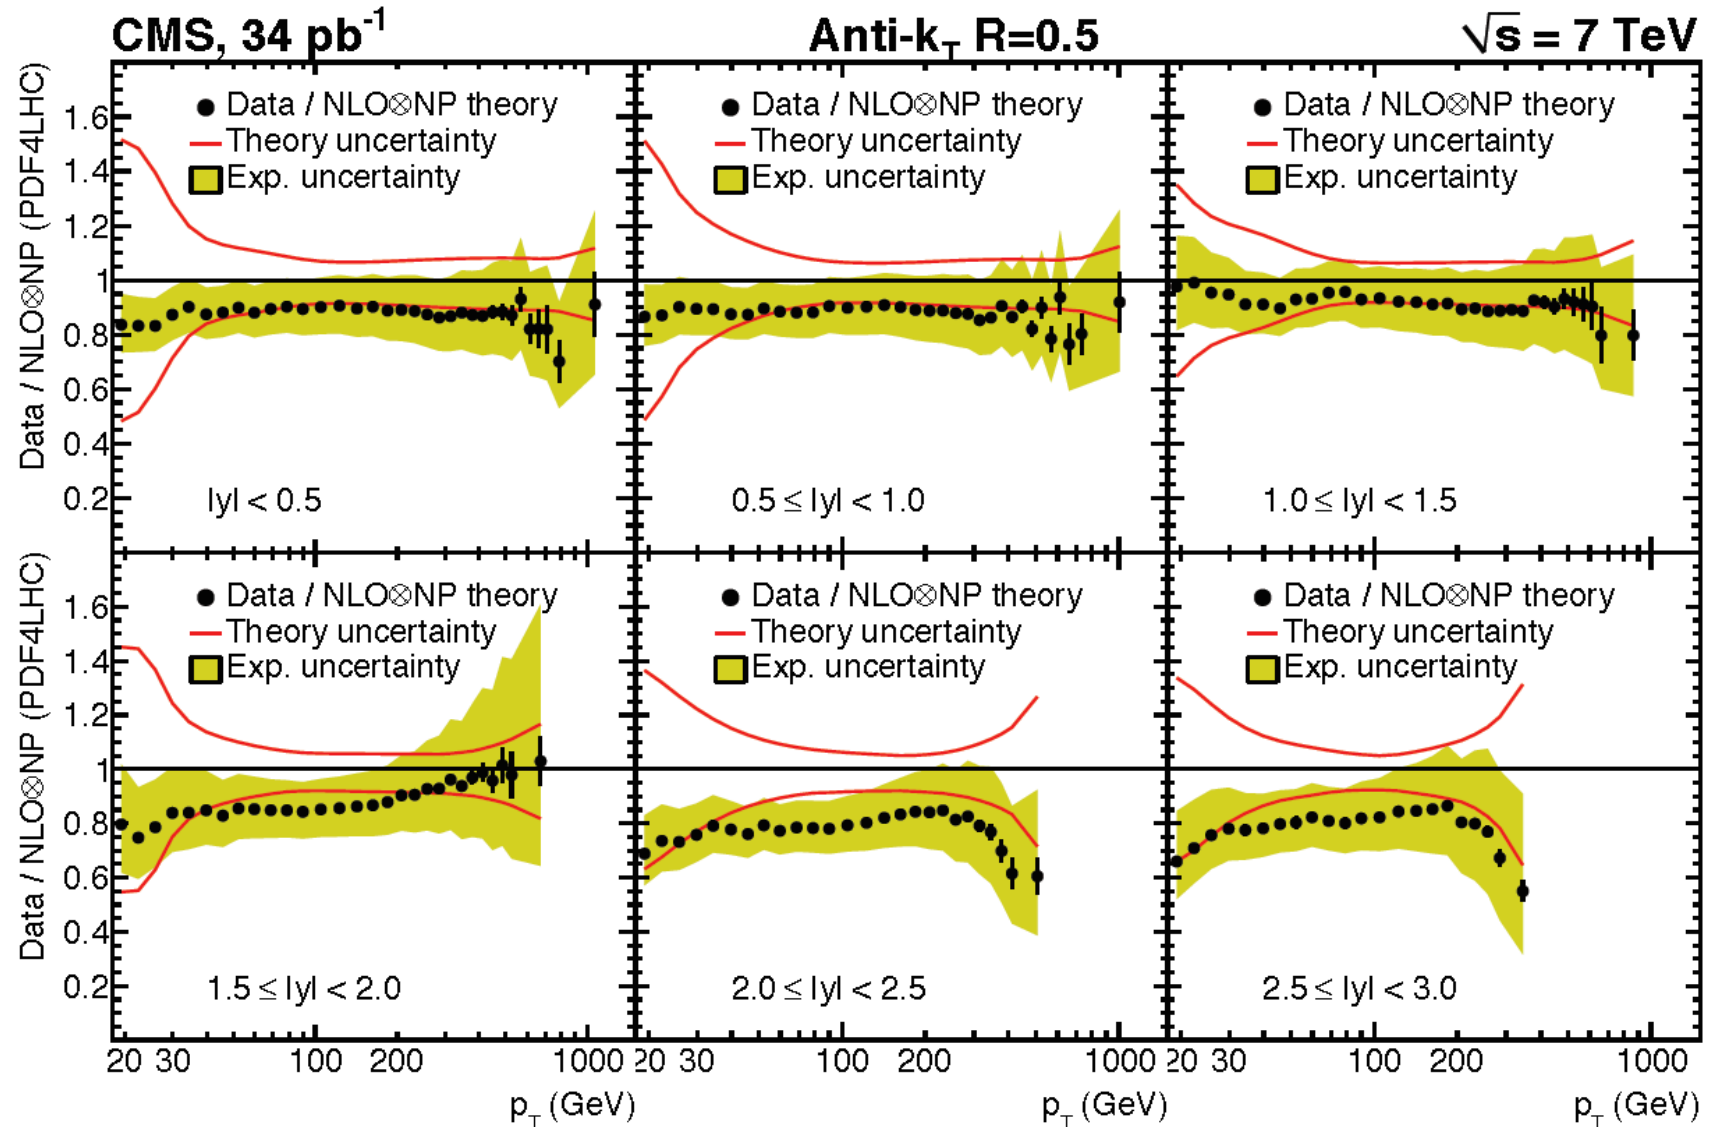 CMS, 34 pb⁻¹ Anti-k_T R=0.5 √s = 7 TeV
Data / NLO⊗NP (PDF4LHC)
1.6
1.4
1.2
1
0.8
0.6
0.4
0.2
● Data / NLO⊗NP theory
Theory uncertainty
Exp. uncertainty
|y| < 0.5
● Data / NLO⊗NP theory
Theory uncertainty
Exp. uncertainty
0.5 ≤ |y| < 1.0
● Data / NLO⊗NP theory
Theory uncertainty
Exp. uncertainty
1.0 ≤ |y| < 1.5
Data / NLO⊗NP (PDF4LHC)
1.6
1.4
1.2
1
0.8
0.6
0.4
0.2
● Data / NLO⊗NP theory
Theory uncertainty
Exp. uncertainty
1.5 ≤ |y| < 2.0
● Data / NLO⊗NP theory
Theory uncertainty
Exp. uncertainty
2.0 ≤ |y| < 2.5
● Data / NLO⊗NP theory
Theory uncertainty
Exp. uncertainty
2.5 ≤ |y| < 3.0
20 30 100 200 1000 20 30 100 200 1000 20 30 100 200 1000
p_T (GeV) p_T (GeV) p_T (GeV)